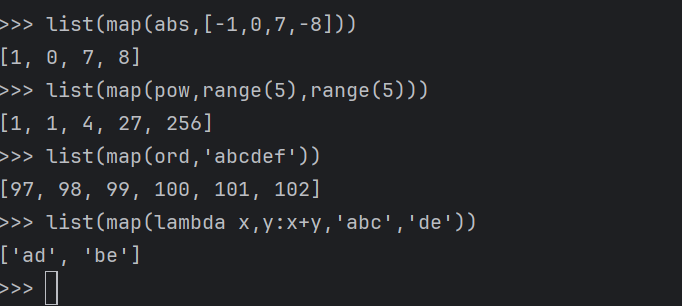 >>> list(map(abs,[-1,0,7,-8]))
[1, 0, 7, 8]
>>> list(map(pow,range(5),range(5)))
[1, 1, 4, 27, 256]
>>> list(map(ord,'abcdef'))
[97, 98, 99, 100, 101, 102]
>>> list(map(lambda x,y:x+y,'abc','de'))
['ad', 'be']
>>>